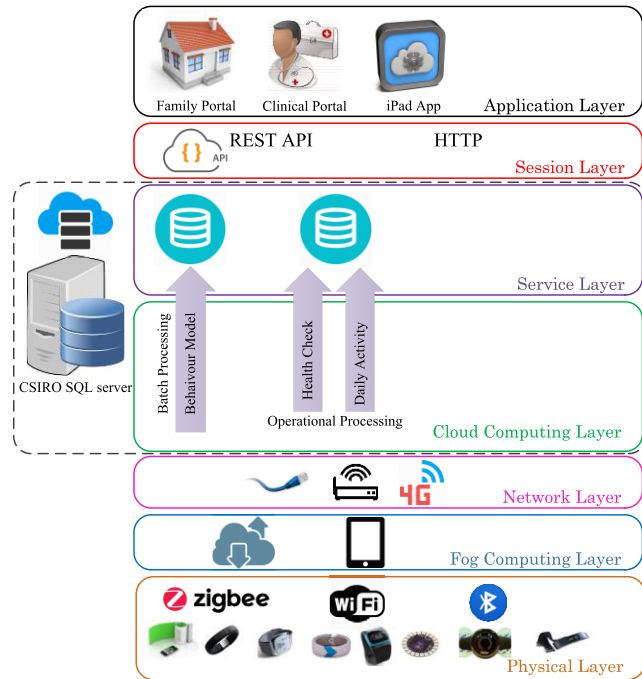 Family Portal
Clinical Portal
iPad App
Application Layer
API
REST API
HTTP
Session Layer
Service Layer
CSIRO SQL server
Batch Processing
Behaivour Model
Health Check
Daily Activity
Operational Processing
Cloud Computing Layer
4G
Network Layer
Fog Computing Layer
zigbee
WiFi
Physical Layer